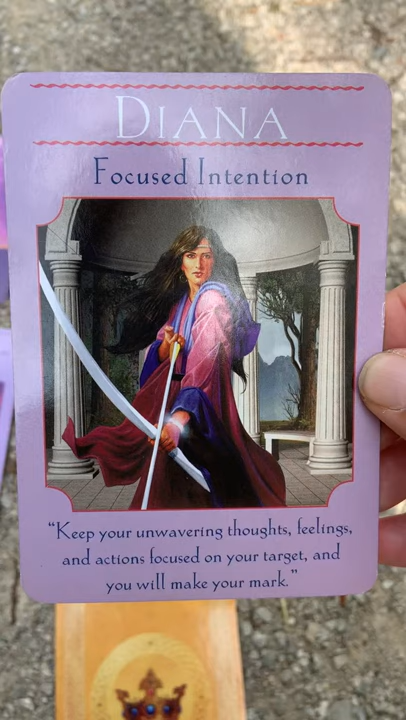 DIANA
Focused Intention
“Keep your unwavering thoughts, feelings,
and actions focused on your target, and
you will make your mark.”